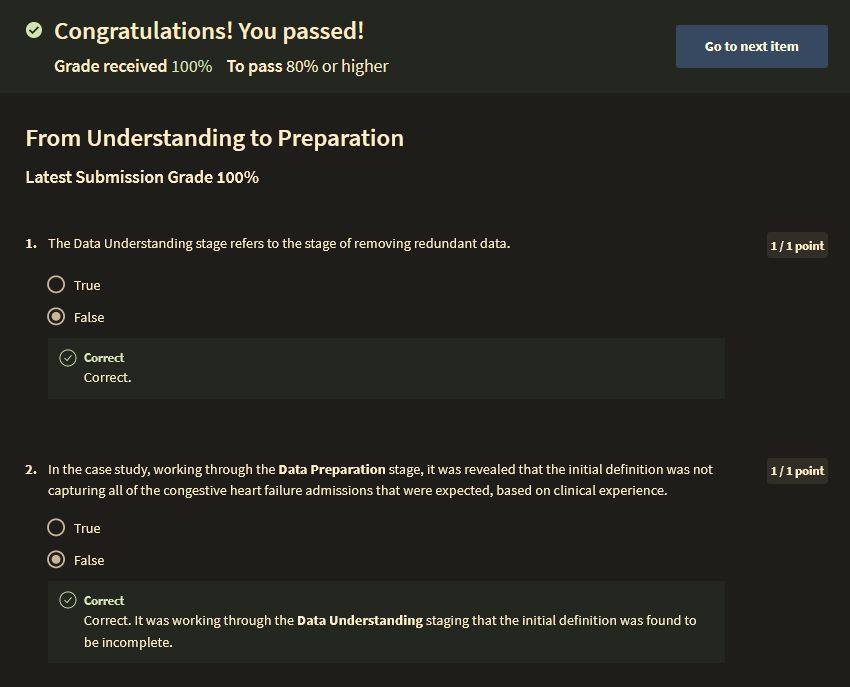 Congratulations! You passed!
Grade received 100% To pass 80% or higher
Go to next item
From Understanding to Preparation
Latest Submission Grade 100%
1. The Data Understanding stage refers to the stage of removing redundant data.
1 / 1 point
True
False
Correct
Correct.
2. In the case study, working through the Data Preparation stage, it was revealed that the initial definition was not
capturing all of the congestive heart failure admissions that were expected, based on clinical experience.
1 / 1 point
True
False
Correct
Correct. It was working through the Data Understanding staging that the initial definition was found to
be incomplete.